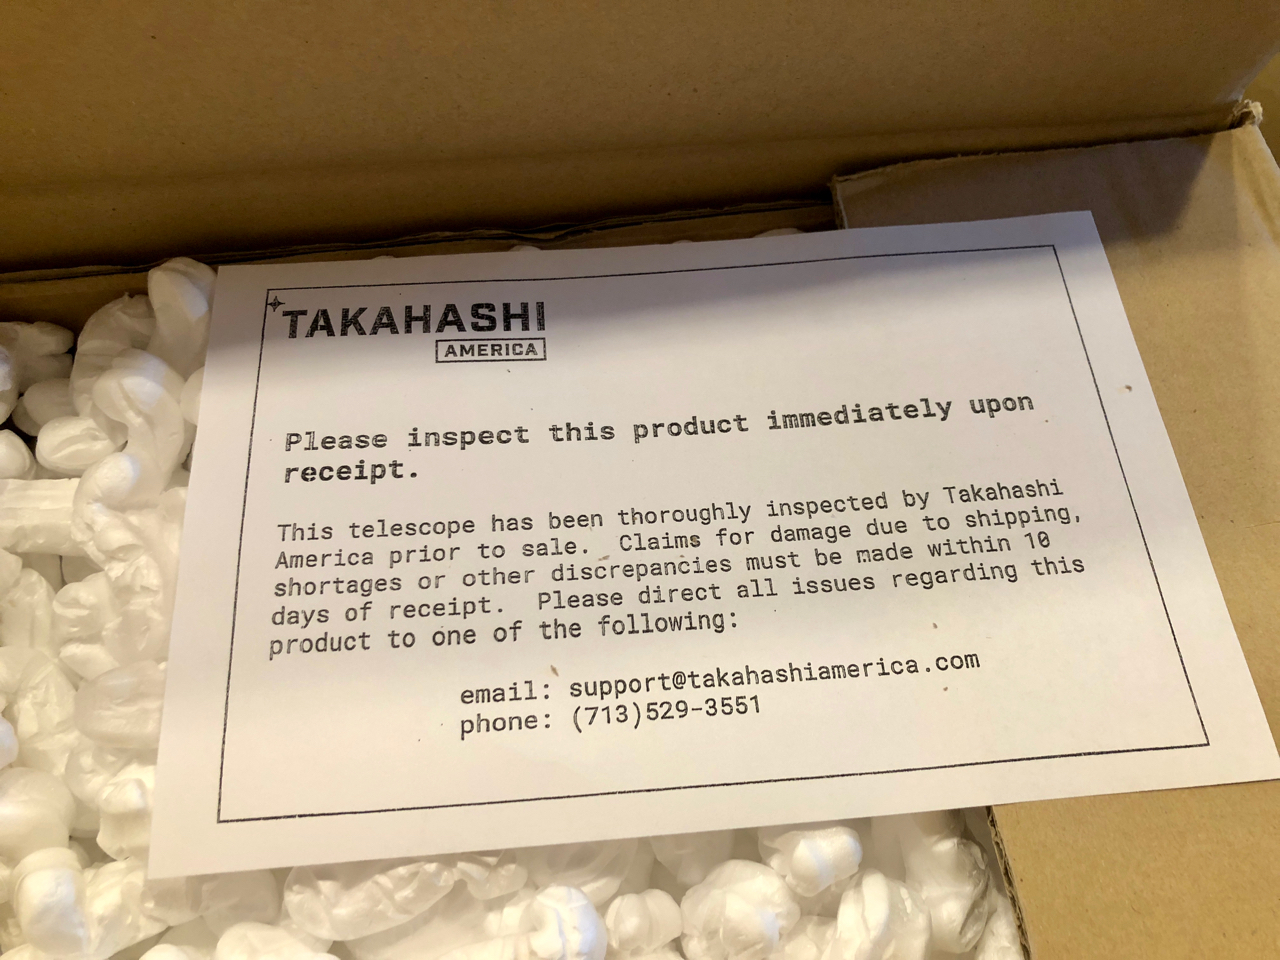 TAKAHASHI
AMERICA
Please inspect this product immediately upon
receipt.
This telescope has been thoroughly inspected by Takahashi
America prior to sale.  Claims for damage due to shipping,
shortages or other discrepancies must be made within 10
days of receipt.  Please direct all issues regarding this
product to one of the following:
email: support@takahashiamerica.com
phone: (713)529-3551